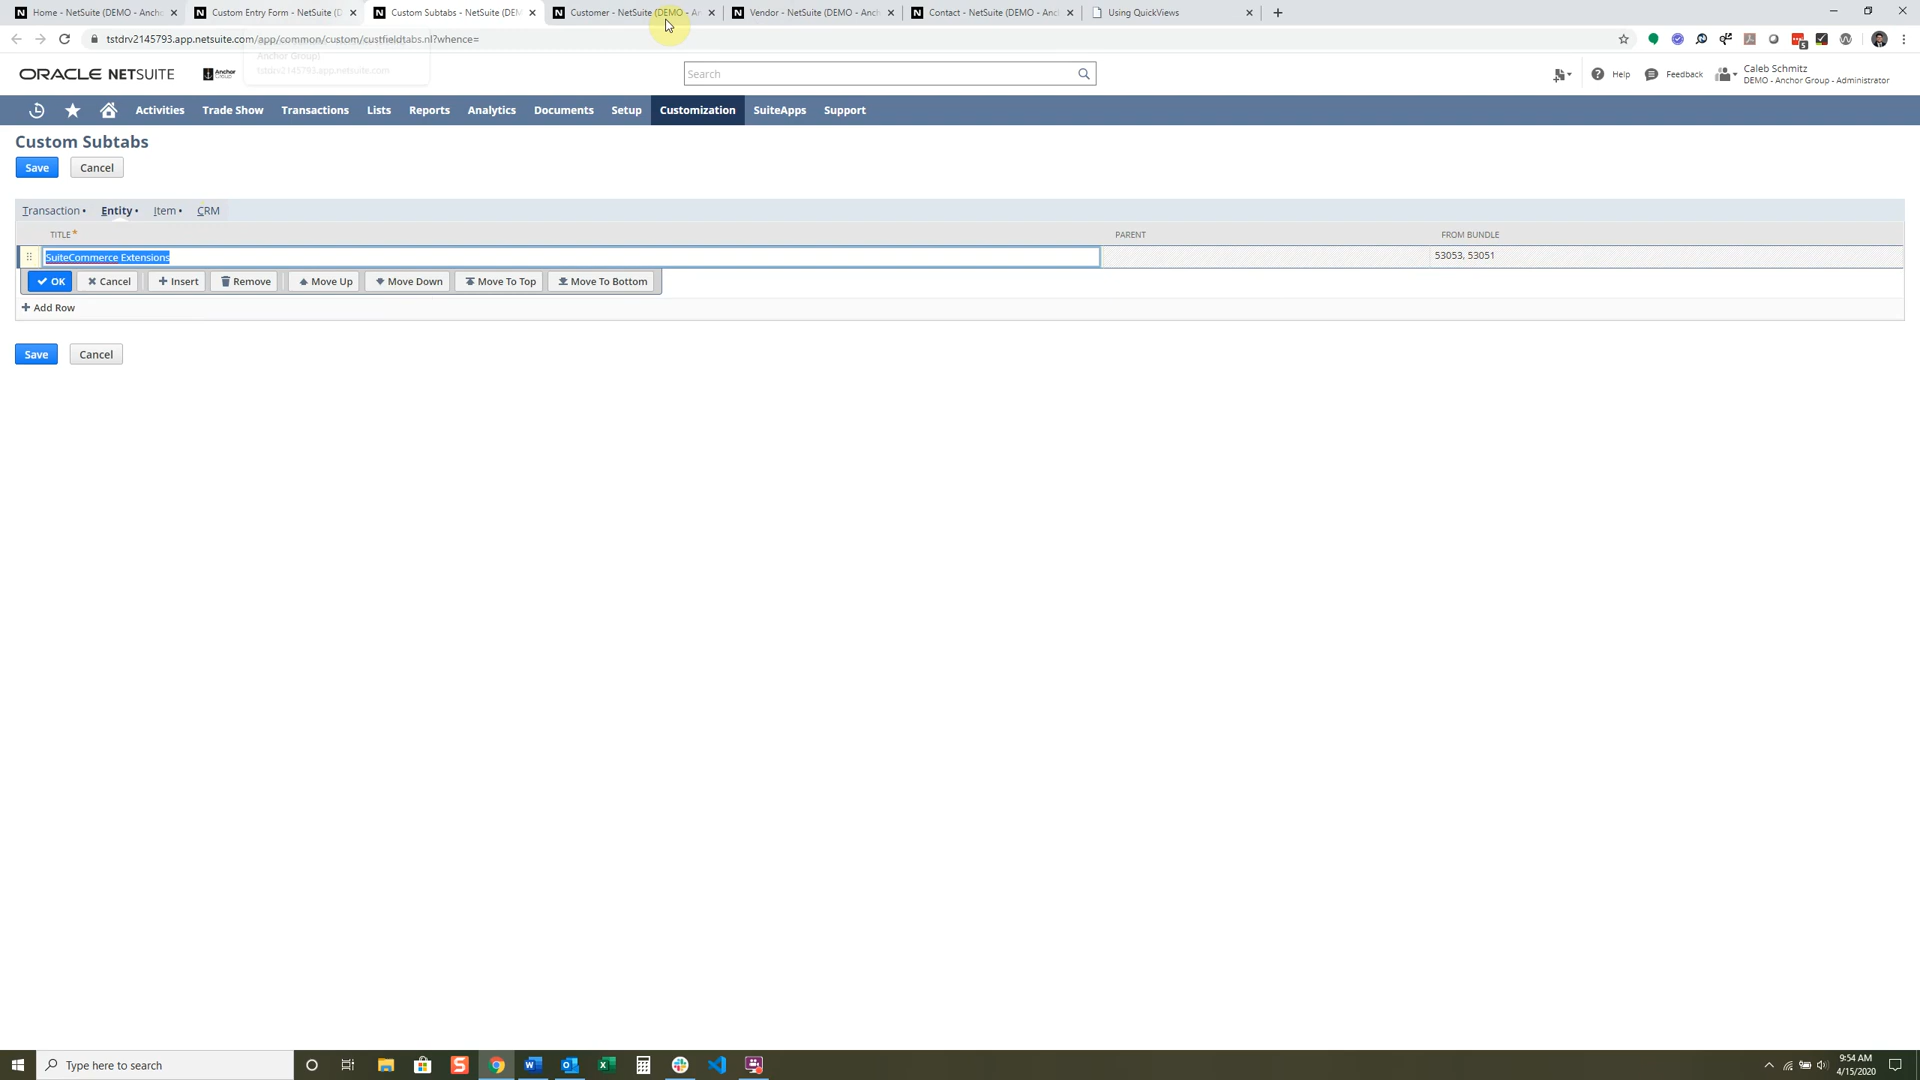 Home - NetSuite (DEMO - Ancho
Custom Entry Form - NetSuite (D
Custom Subtabs - NetSuite (DEM
Customer - NetSuite (DEMO - An
Vendor - NetSuite (DEMO - Anch
Contact - NetSuite (DEMO - Anc
Using QuickViews
tstdrv2145793.app.netsuite.com/app/common/custom/custfieldtabs.nl?whence=
Anchor Group)
tstdrv2145793.app.netsuite.com
5
ORACLE NETSUITE
Anchor Group
Search
Help
Feedback
Caleb Schmitz
DEMO - Anchor Group - Administrator
Activities
Trade Show
Transactions
Lists
Reports
Analytics
Documents
Setup
Customization
SuiteApps
Support
Custom Subtabs
Save
Cancel
Transaction •
Entity •
Item •
CRM
TITLE *
PARENT
FROM BUNDLE
SuiteCommerce Extensions
53053, 53051
OK
Cancel
Insert
Remove
Move Up
Move Down
Move To Top
Move To Bottom
Add Row
Save
Cancel
Type here to search
9:54 AM
4/15/2020